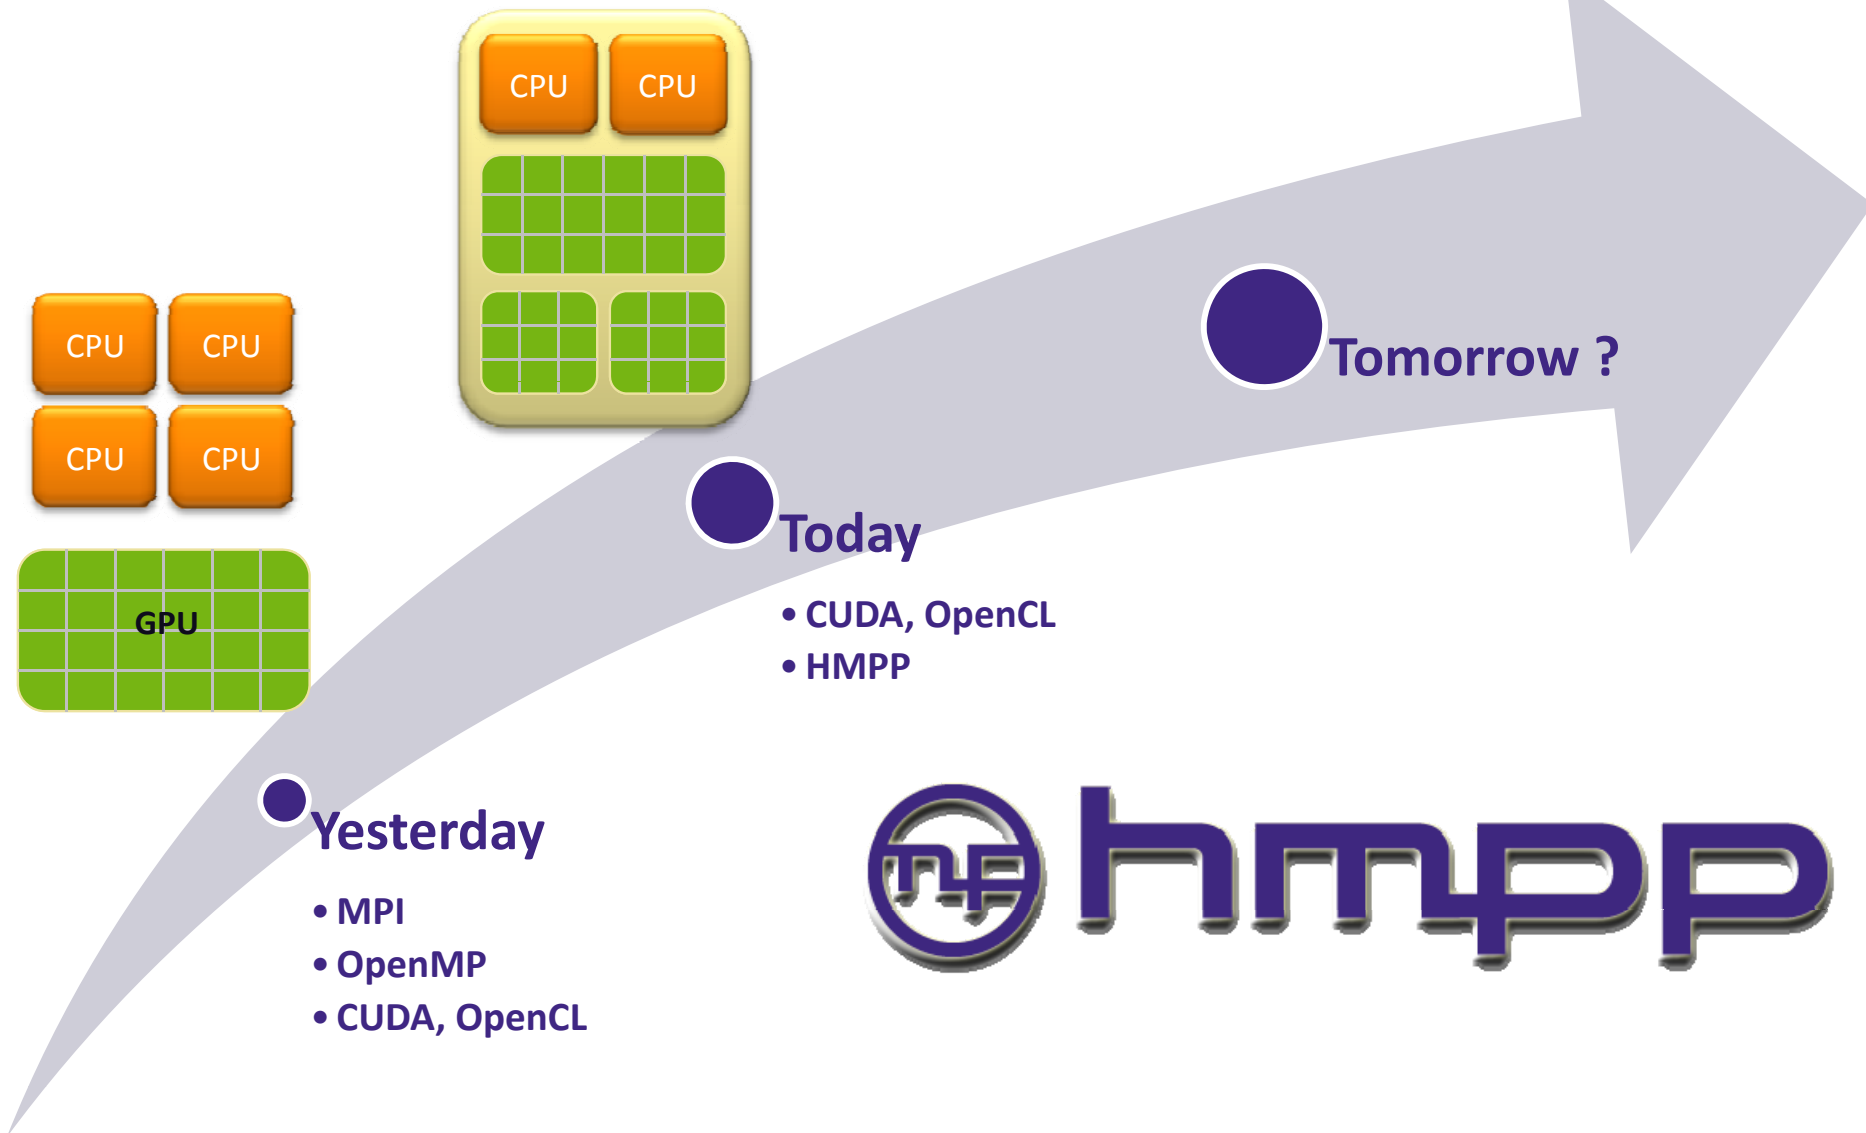 CPU CPU
CPU CPU
CPU CPU
GPU
Tomorrow ?
Today
• CUDA, OpenCL
• HMPP
Yesterday
• MPI
• OpenMP
• CUDA, OpenCL
hmpp